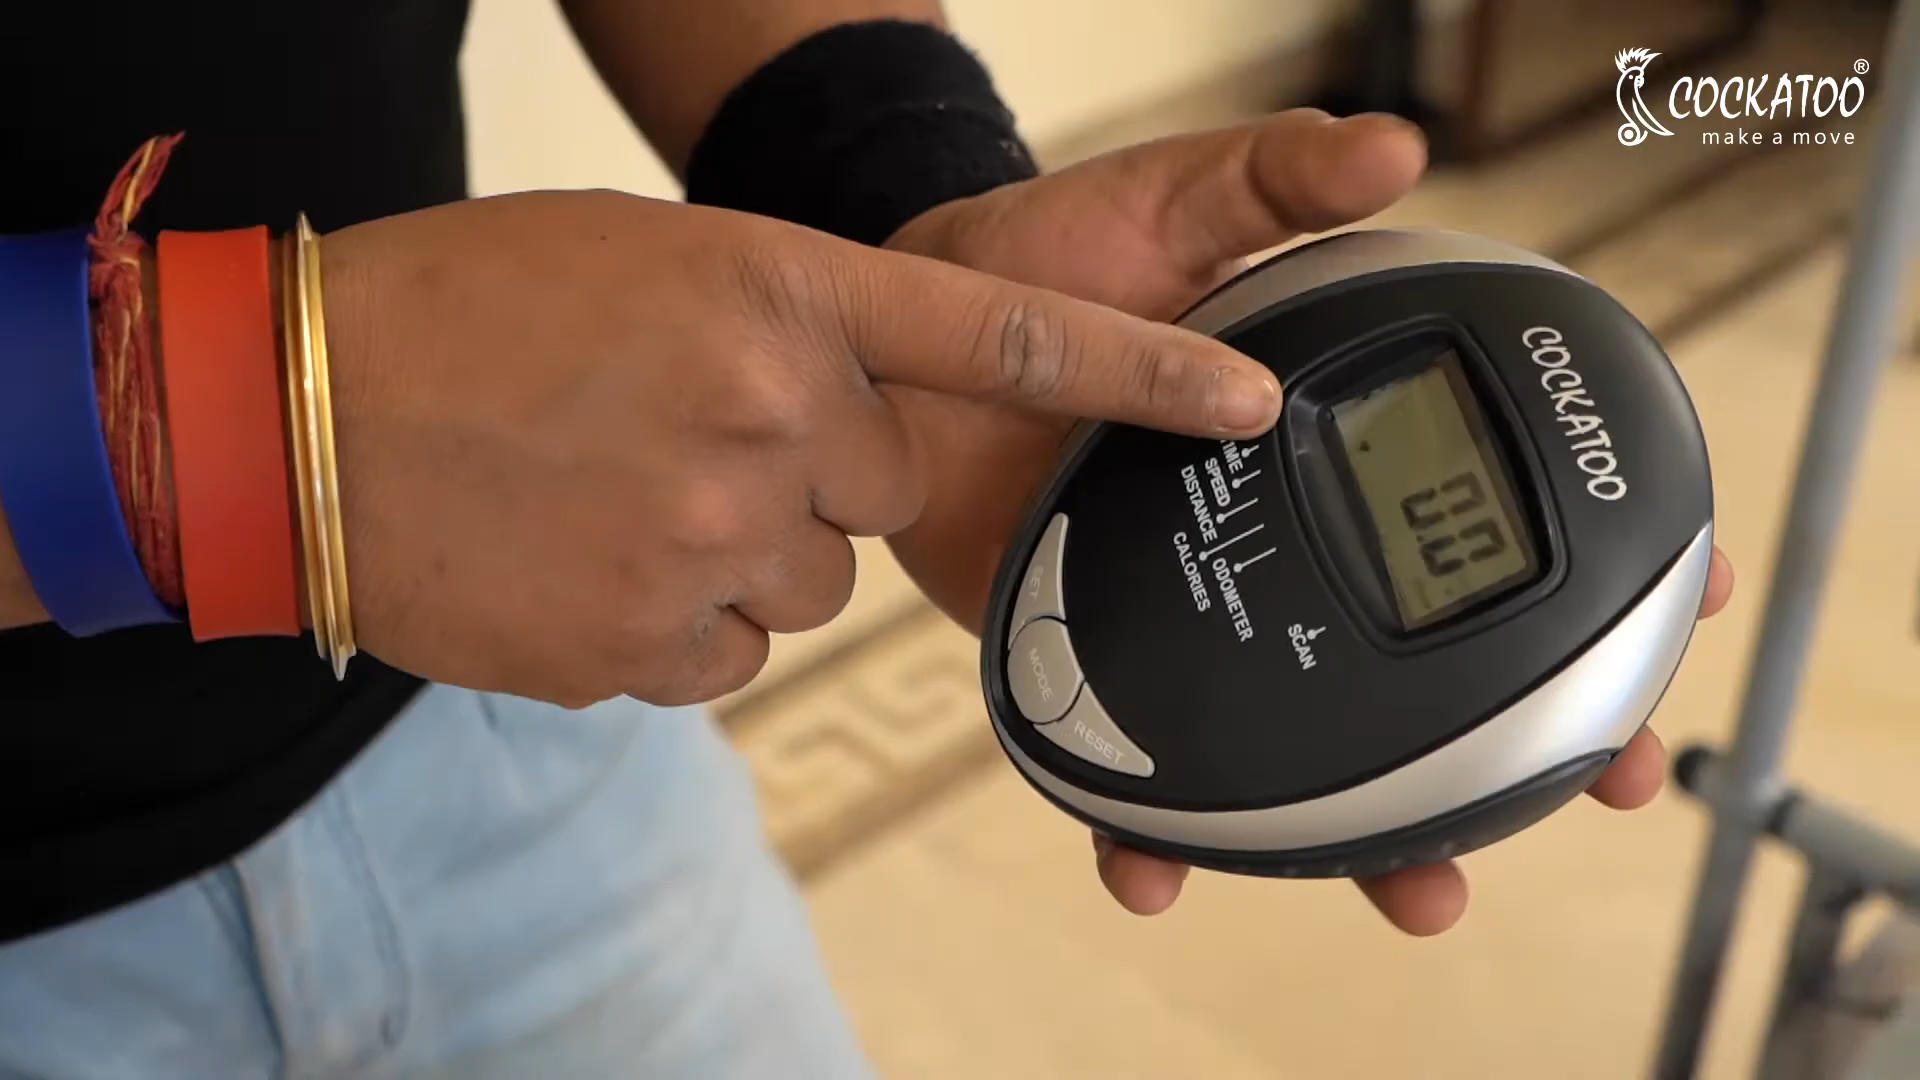 COCKATOO®
make a move
COCKATOO
0.0
TIME
SPEED
DISTANCE
CALORIES
ODOMETER
SCAN
SET
MODE
RESET